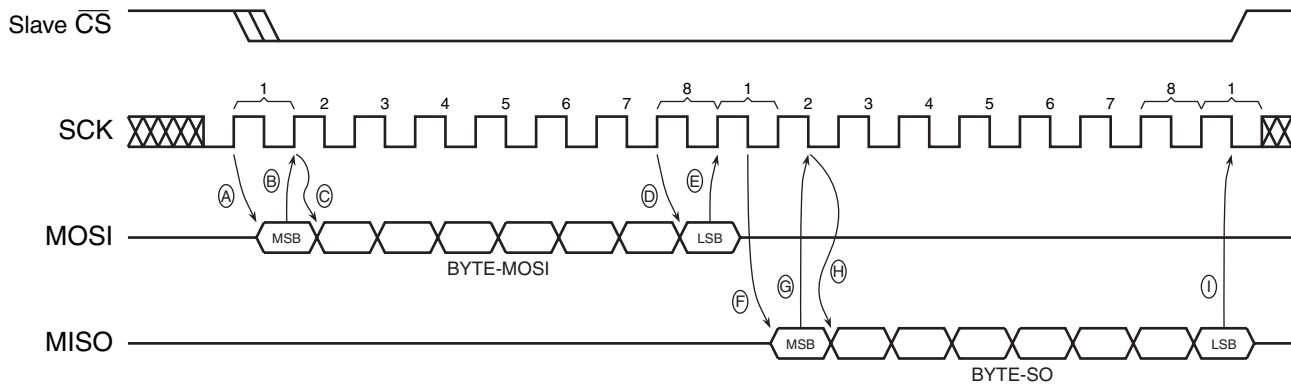 Slave C̅S̅
1 2 3 4 5 6 7 8 1 2 3 4 5 6 7 8 1
SCK
A B C D E
MOSI MSB LSB
BYTE-MOSI
F G H I
MISO MSB LSB
BYTE-SO